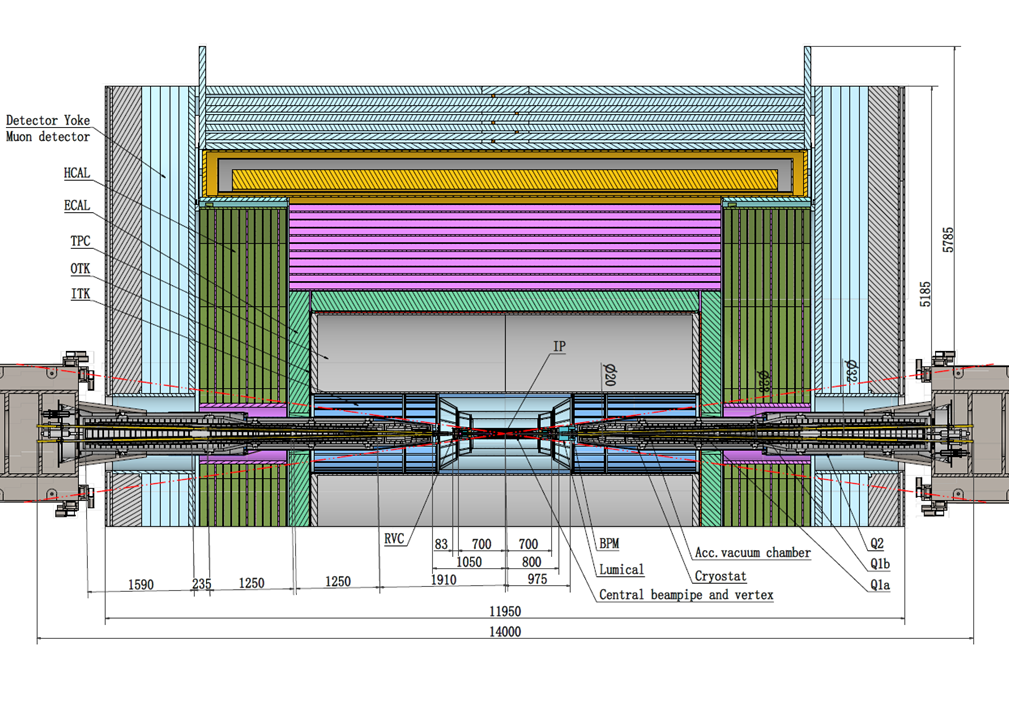 5785
5185
Detector Yoke
Muon detector
HCAL
ECAL
TPC
OTK
ITK
IP
Ø20
Ø28
Ø32
RVC
83
700
700
BPM
1050
800
Lumical
1590
235
1250
1250
1910
975
Acc.vacuum chamber
Cryostat
Central beampipe and vertex
Q2
Q1b
Q1a
11950
14000